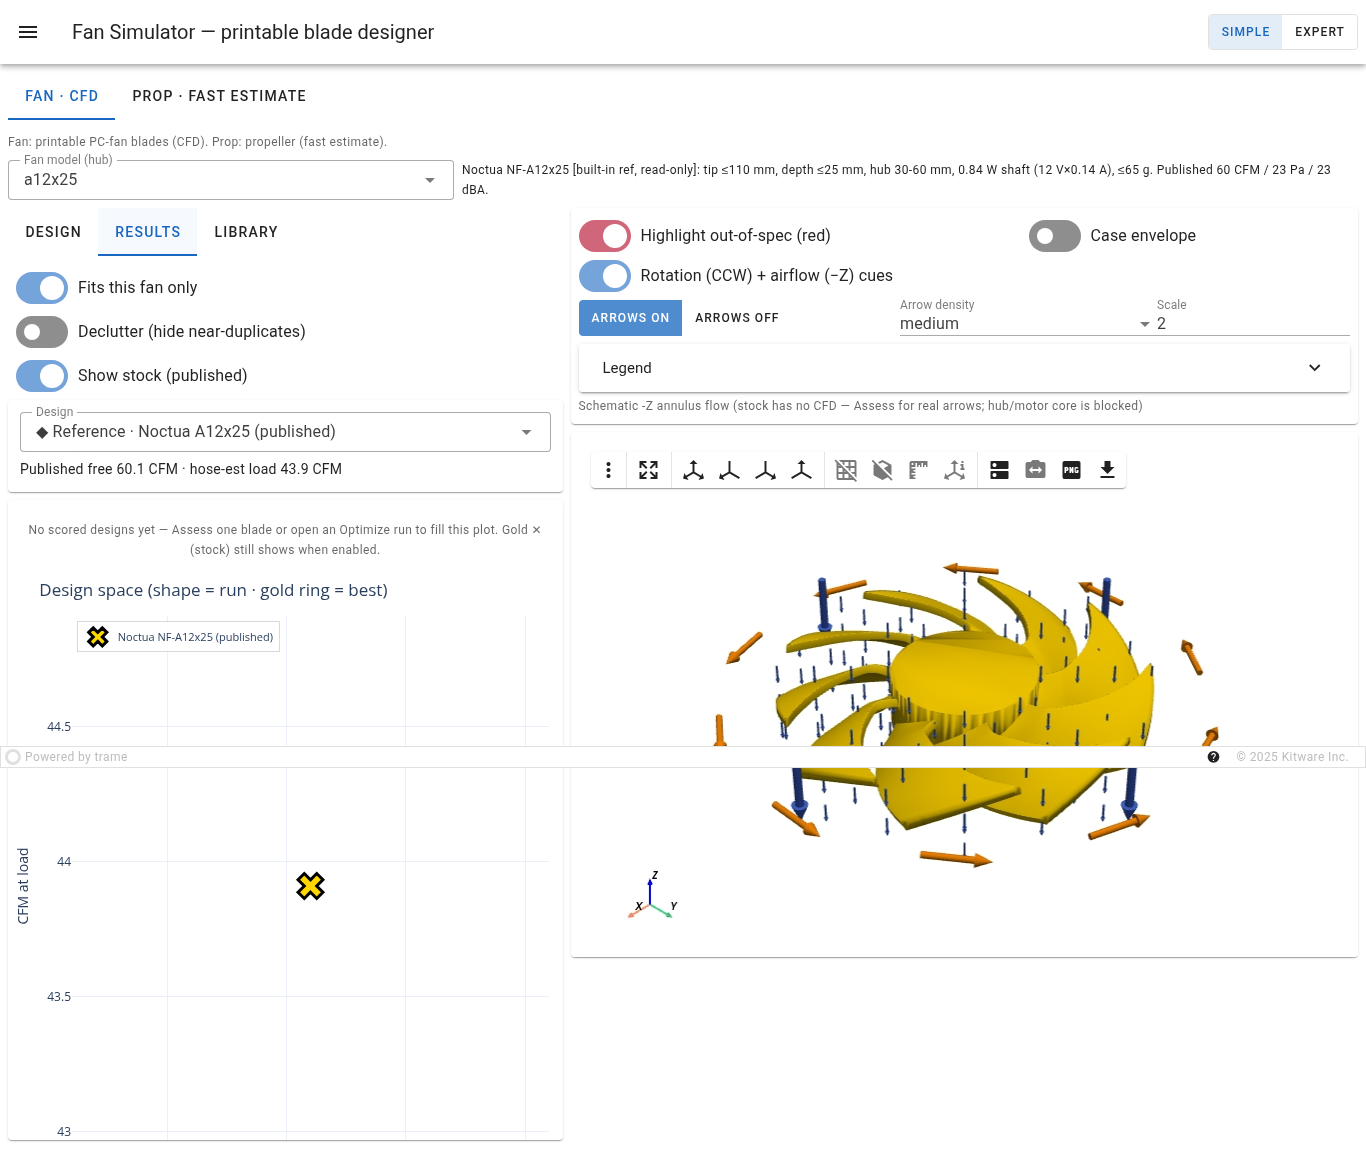 Fan Simulator — printable blade designer
SIMPLE
EXPERT
FAN · CFD
PROP · FAST ESTIMATE
Fan: printable PC-fan blades (CFD). Prop: propeller (fast estimate).
Fan model (hub)
a12x25
Noctua NF-A12x25 [built-in ref, read-only]: tip ≤110 mm, depth ≤25 mm, hub 30-60 mm, 0.84 W shaft (12 V×0.14 A), ≤65 g. Published 60 CFM / 23 Pa / 23
dBA.
DESIGN
RESULTS
LIBRARY
Fits this fan only
Declutter (hide near-duplicates)
Show stock (published)
Design
◆ Reference · Noctua A12x25 (published)
Published free 60.1 CFM · hose-est load 43.9 CFM
No scored designs yet — Assess one blade or open an Optimize run to fill this plot. Gold ×
(stock) still shows when enabled.
Design space (shape = run · gold ring = best)
Noctua NF-A12x25 (published)
44.5
44
43.5
43
CFM at load
Highlight out-of-spec (red)
Case envelope
Rotation (CCW) + airflow (−Z) cues
ARROWS ON
ARROWS OFF
Arrow density
medium
Scale
2
Legend
Schematic -Z annulus flow (stock has no CFD — Assess for real arrows; hub/motor core is blocked)
PNG
Z
X
Y
Powered by trame
© 2025 Kitware Inc.